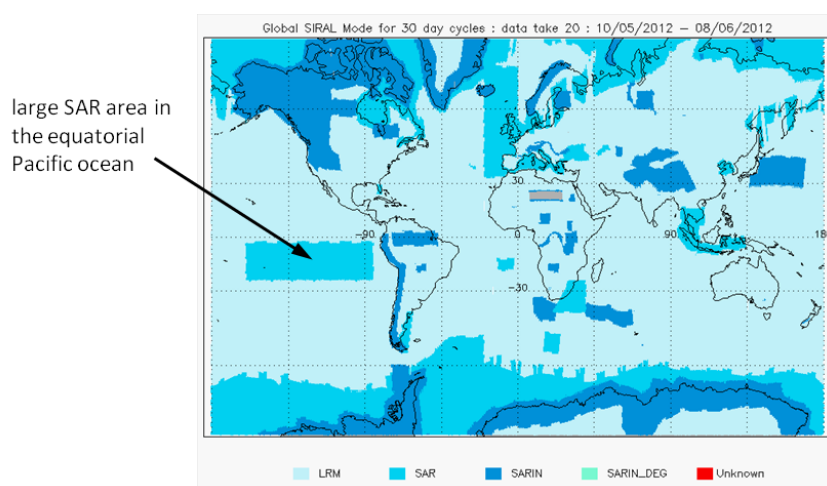 Global SIRAL Mode for 30 day cycles : data take 20 : 10/05/2012 – 08/06/2012
large SAR area in
the equatorial
Pacific ocean
30
-90 0 90 18
-30
LRM SAR SARIN SARIN_DEG Unknown